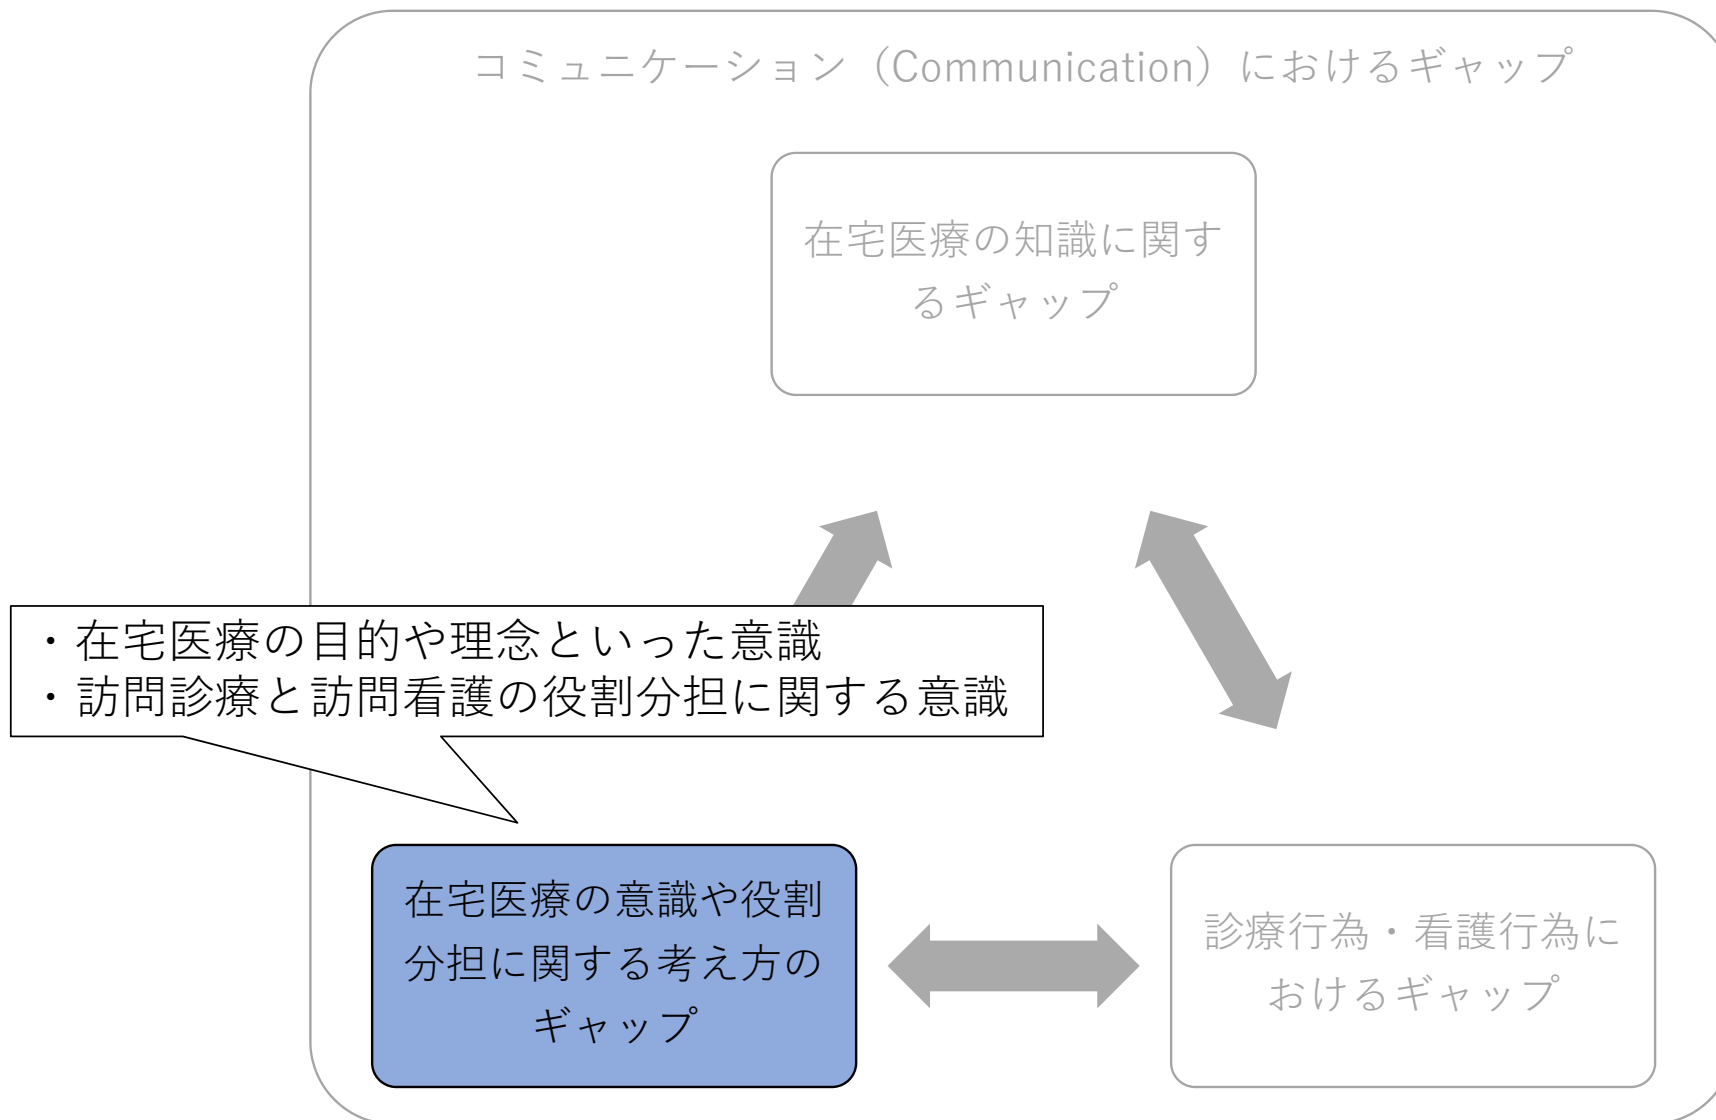 コミュニケーション（Communication）におけるギャップ
在宅医療の知識に関す
るギャップ
・在宅医療の目的や理念といった意識
・訪問診療と訪問看護の役割分担に関する意識
在宅医療の意識や役割
分担に関する考え方の
ギャップ
診療行為・看護行為に
おけるギャップ